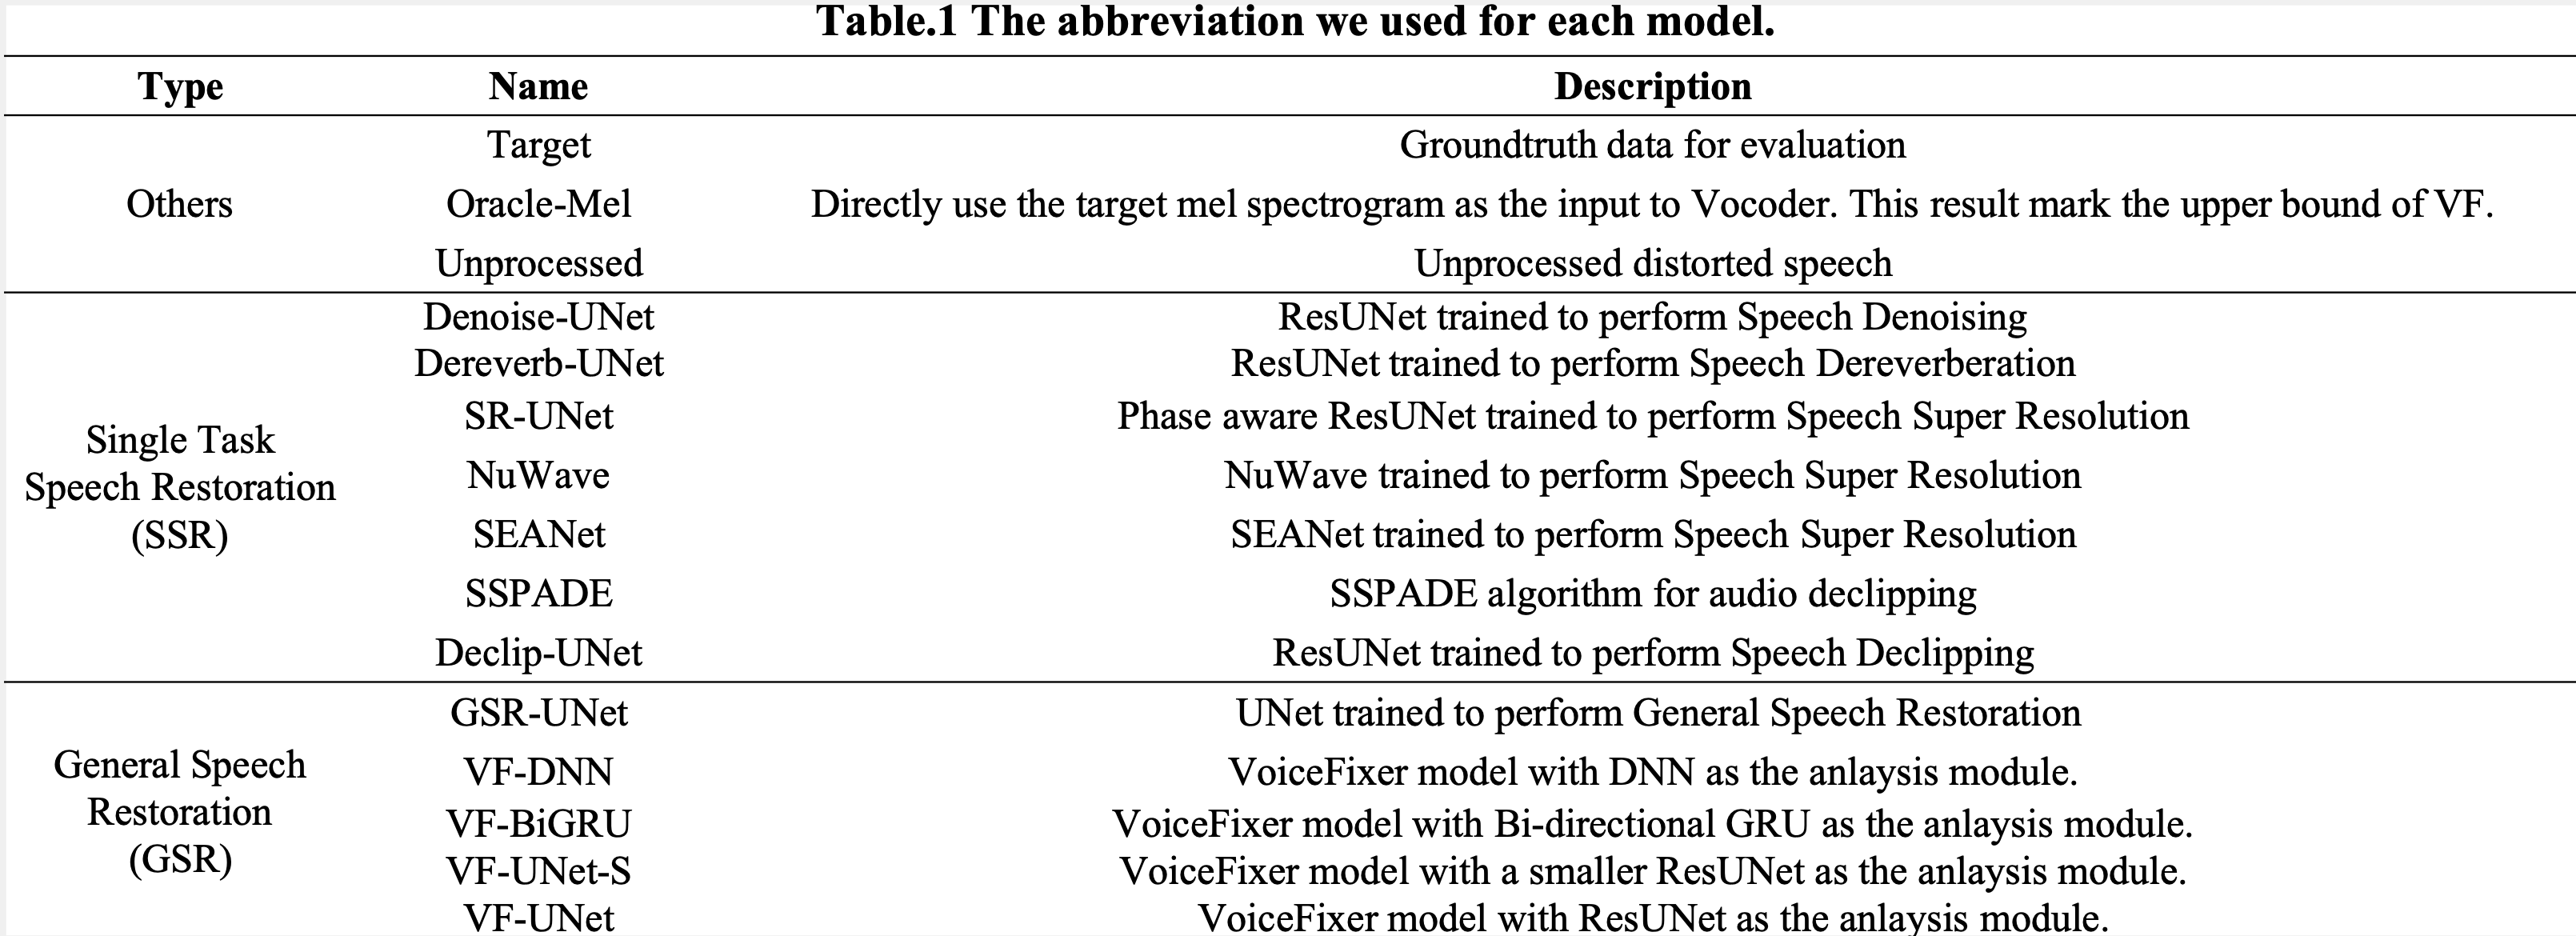 Table.1 The abbreviation we used for each model.
Type Name Description
Target Groundtruth data for evaluation
Others Oracle-Mel Directly use the target mel spectrogram as the input to Vocoder. This result mark the upper bound of VF.
Unprocessed Unprocessed distorted speech
Single Task
Speech Restoration
(SSR)
Denoise-UNet ResUNet trained to perform Speech Denoising
Dereverb-UNet ResUNet trained to perform Speech Dereverberation
SR-UNet Phase aware ResUNet trained to perform Speech Super Resolution
NuWave NuWave trained to perform Speech Super Resolution
SEANet SEANet trained to perform Speech Super Resolution
SSPADE SSPADE algorithm for audio declipping
Declip-UNet ResUNet trained to perform Speech Declipping
General Speech
Restoration
(GSR)
GSR-UNet UNet trained to perform General Speech Restoration
VF-DNN VoiceFixer model with DNN as the anlaysis module.
VF-BiGRU VoiceFixer model with Bi-directional GRU as the anlaysis module.
VF-UNet-S VoiceFixer model with a smaller ResUNet as the anlaysis module.
VF-UNet VoiceFixer model with ResUNet as the anlaysis module.